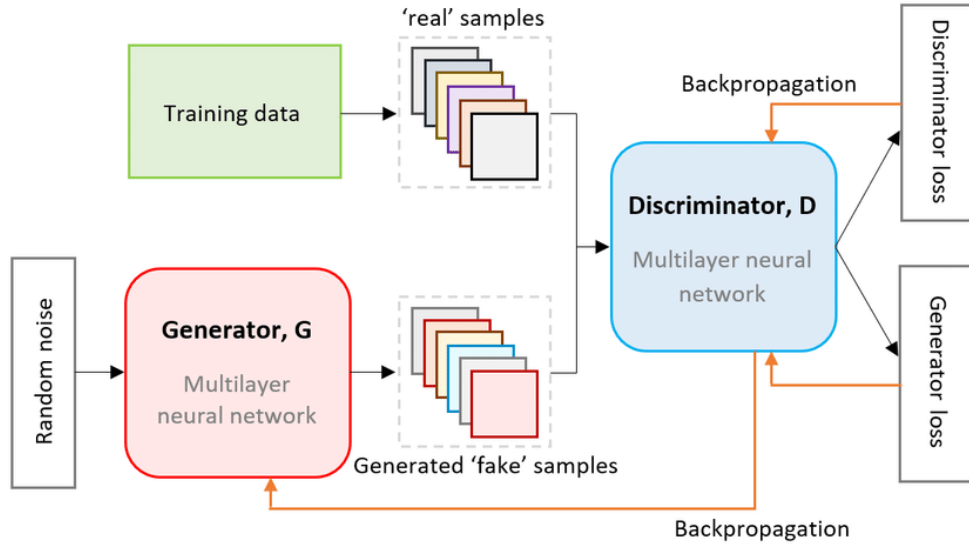 ‘real’ samples
Training data
Backpropagation
Discriminator loss
Discriminator, D
Multilayer neural
network
Random noise
Generator, G
Multilayer
neural network
Generated ‘fake’ samples
Generator loss
Backpropagation